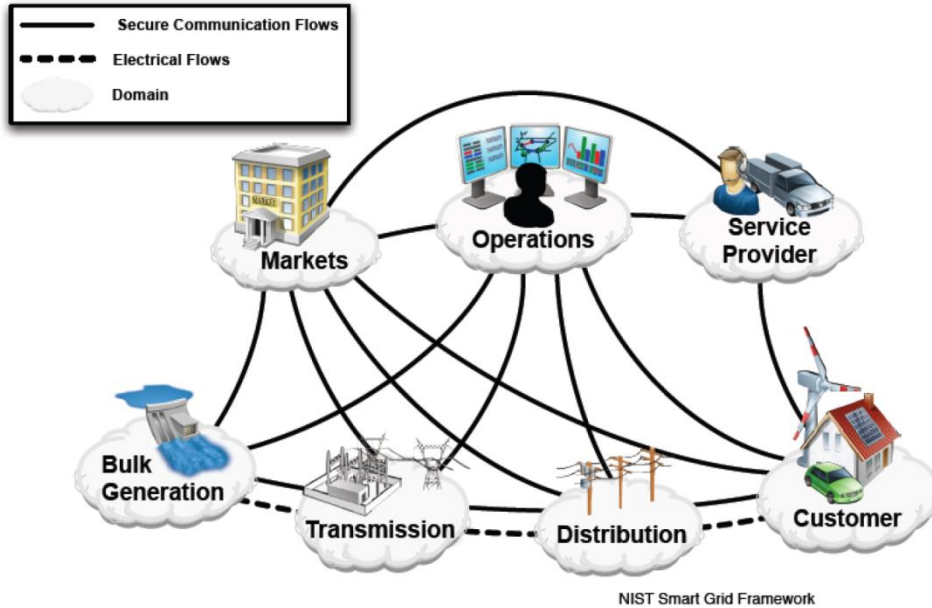 Secure Communication Flows
Electrical Flows
Domain
MARKET
Markets
Operations
Service
Provider
Bulk
Generation
Transmission
Distribution
Customer
NIST Smart Grid Framework